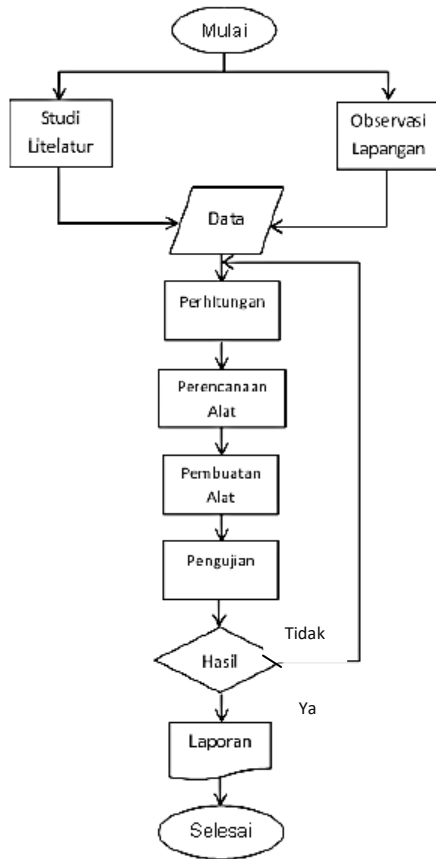 Mulai
Studi
Litelatur
Observasi
Lapangan
Data
Perhitungan
Perencanaan
Alat
Pembuatan
Alat
Pengujian
Tidak
Hasil
Ya
Laporan
Selesai